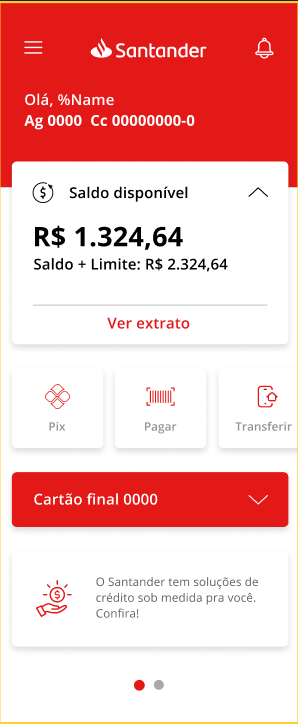 Santander
Olá, %Name
Ag 0000 Cc 00000000-0
Saldo disponível
R$ 1.324,64
Saldo + Limite: R$ 2.324,64
Ver extrato
Pix
Pagar
Transferir
Cartão final 0000
O Santander tem soluções de
crédito sob medida pra você.
Confira!